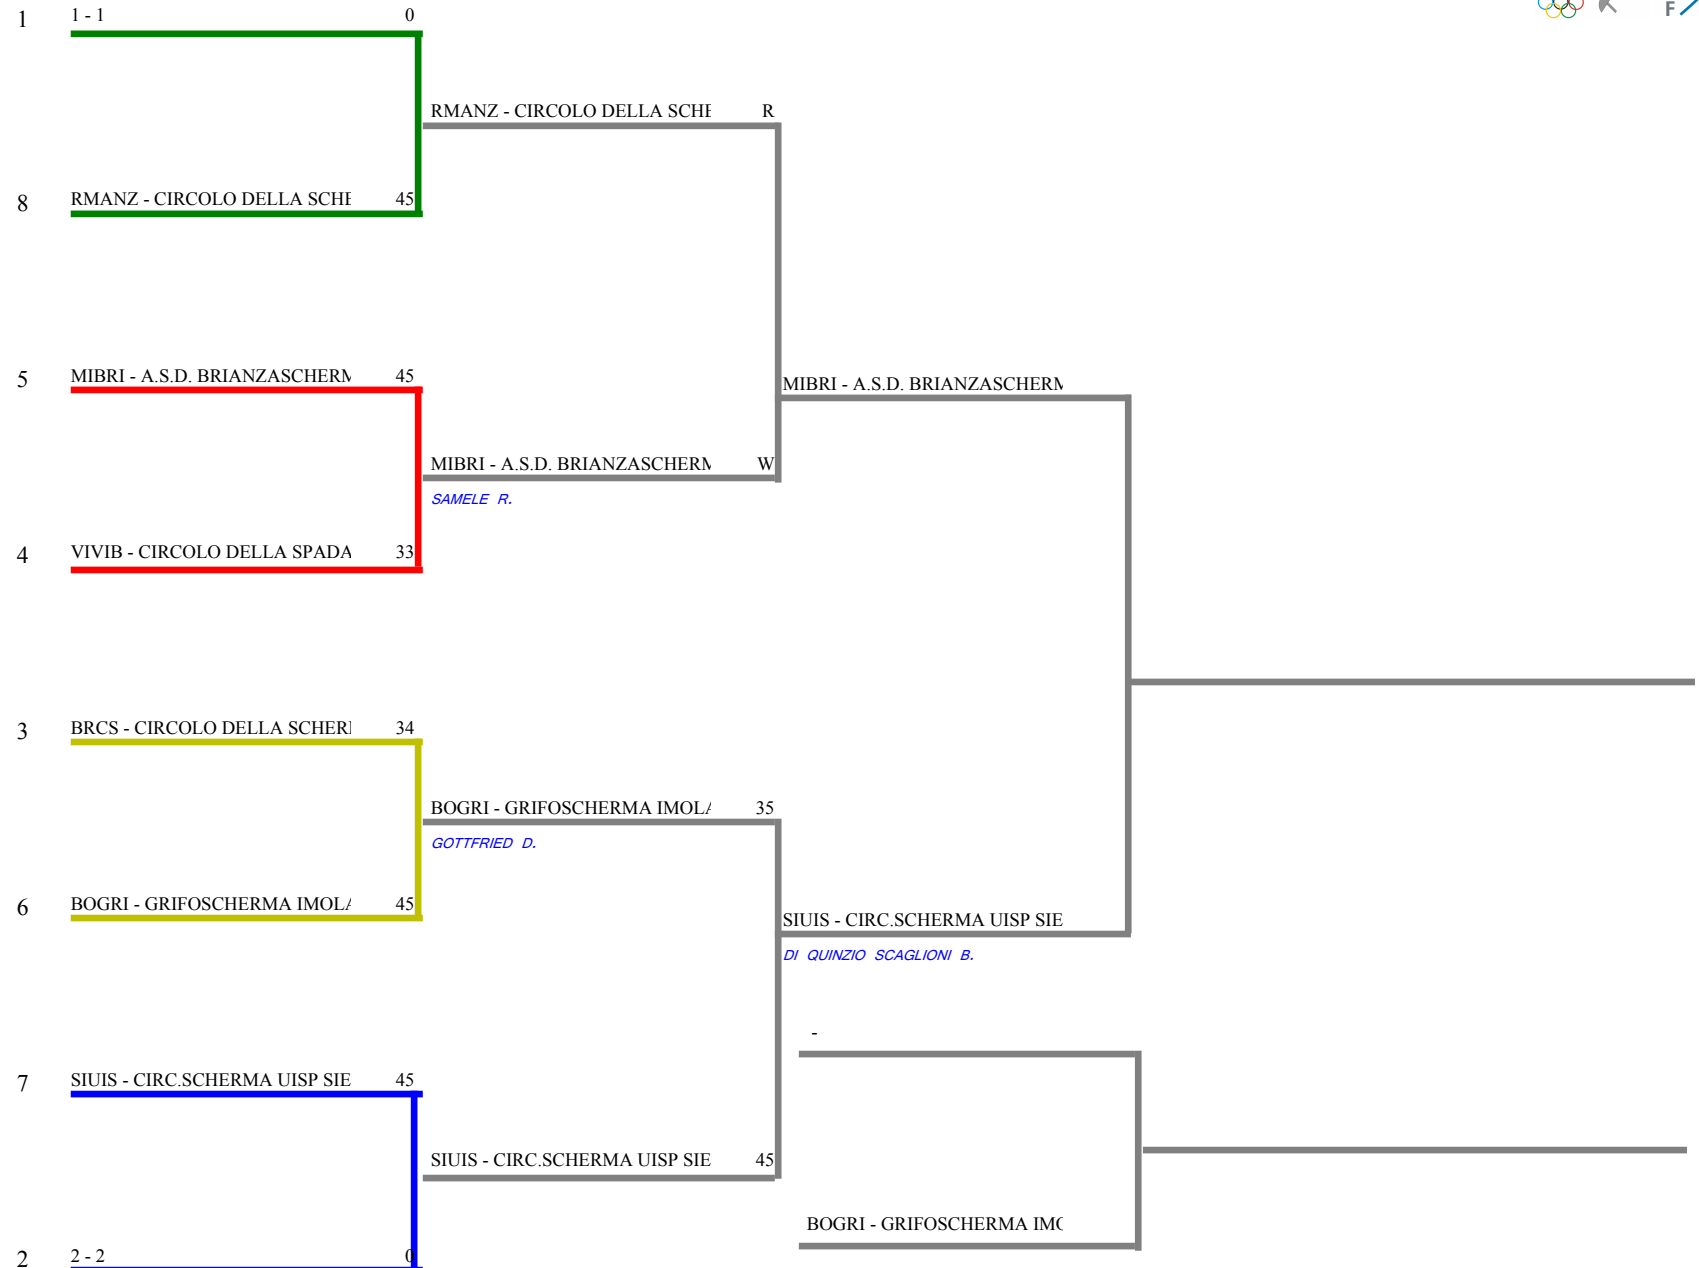 1 1 - 1 0
F
RMANZ - CIRCOLO DELLA SCHE R
8 RMANZ - CIRCOLO DELLA SCHE 45
5 MIBRI - A.S.D. BRIANZASCHERM 45
MIBRI - A.S.D. BRIANZASCHERM
MIBRI - A.S.D. BRIANZASCHERM W
SAMELE R.
4 VIVIB - CIRCOLO DELLA SPADA 33
3 BRCS - CIRCOLO DELLA SCHERI 34
BOGRI - GRIFOSCHERMA IMOLA 35
GOTTFRIED D.
6 BOGRI - GRIFOSCHERMA IMOLA 45
SIUIS - CIRC.SCHERMA UISP SIE
DI QUINZIO SCAGLIONI B.
-
7 SIUIS - CIRC.SCHERMA UISP SIE 45
SIUIS - CIRC.SCHERMA UISP SIE 45
BOGRI - GRIFOSCHERMA IMO
2 2 - 2 0